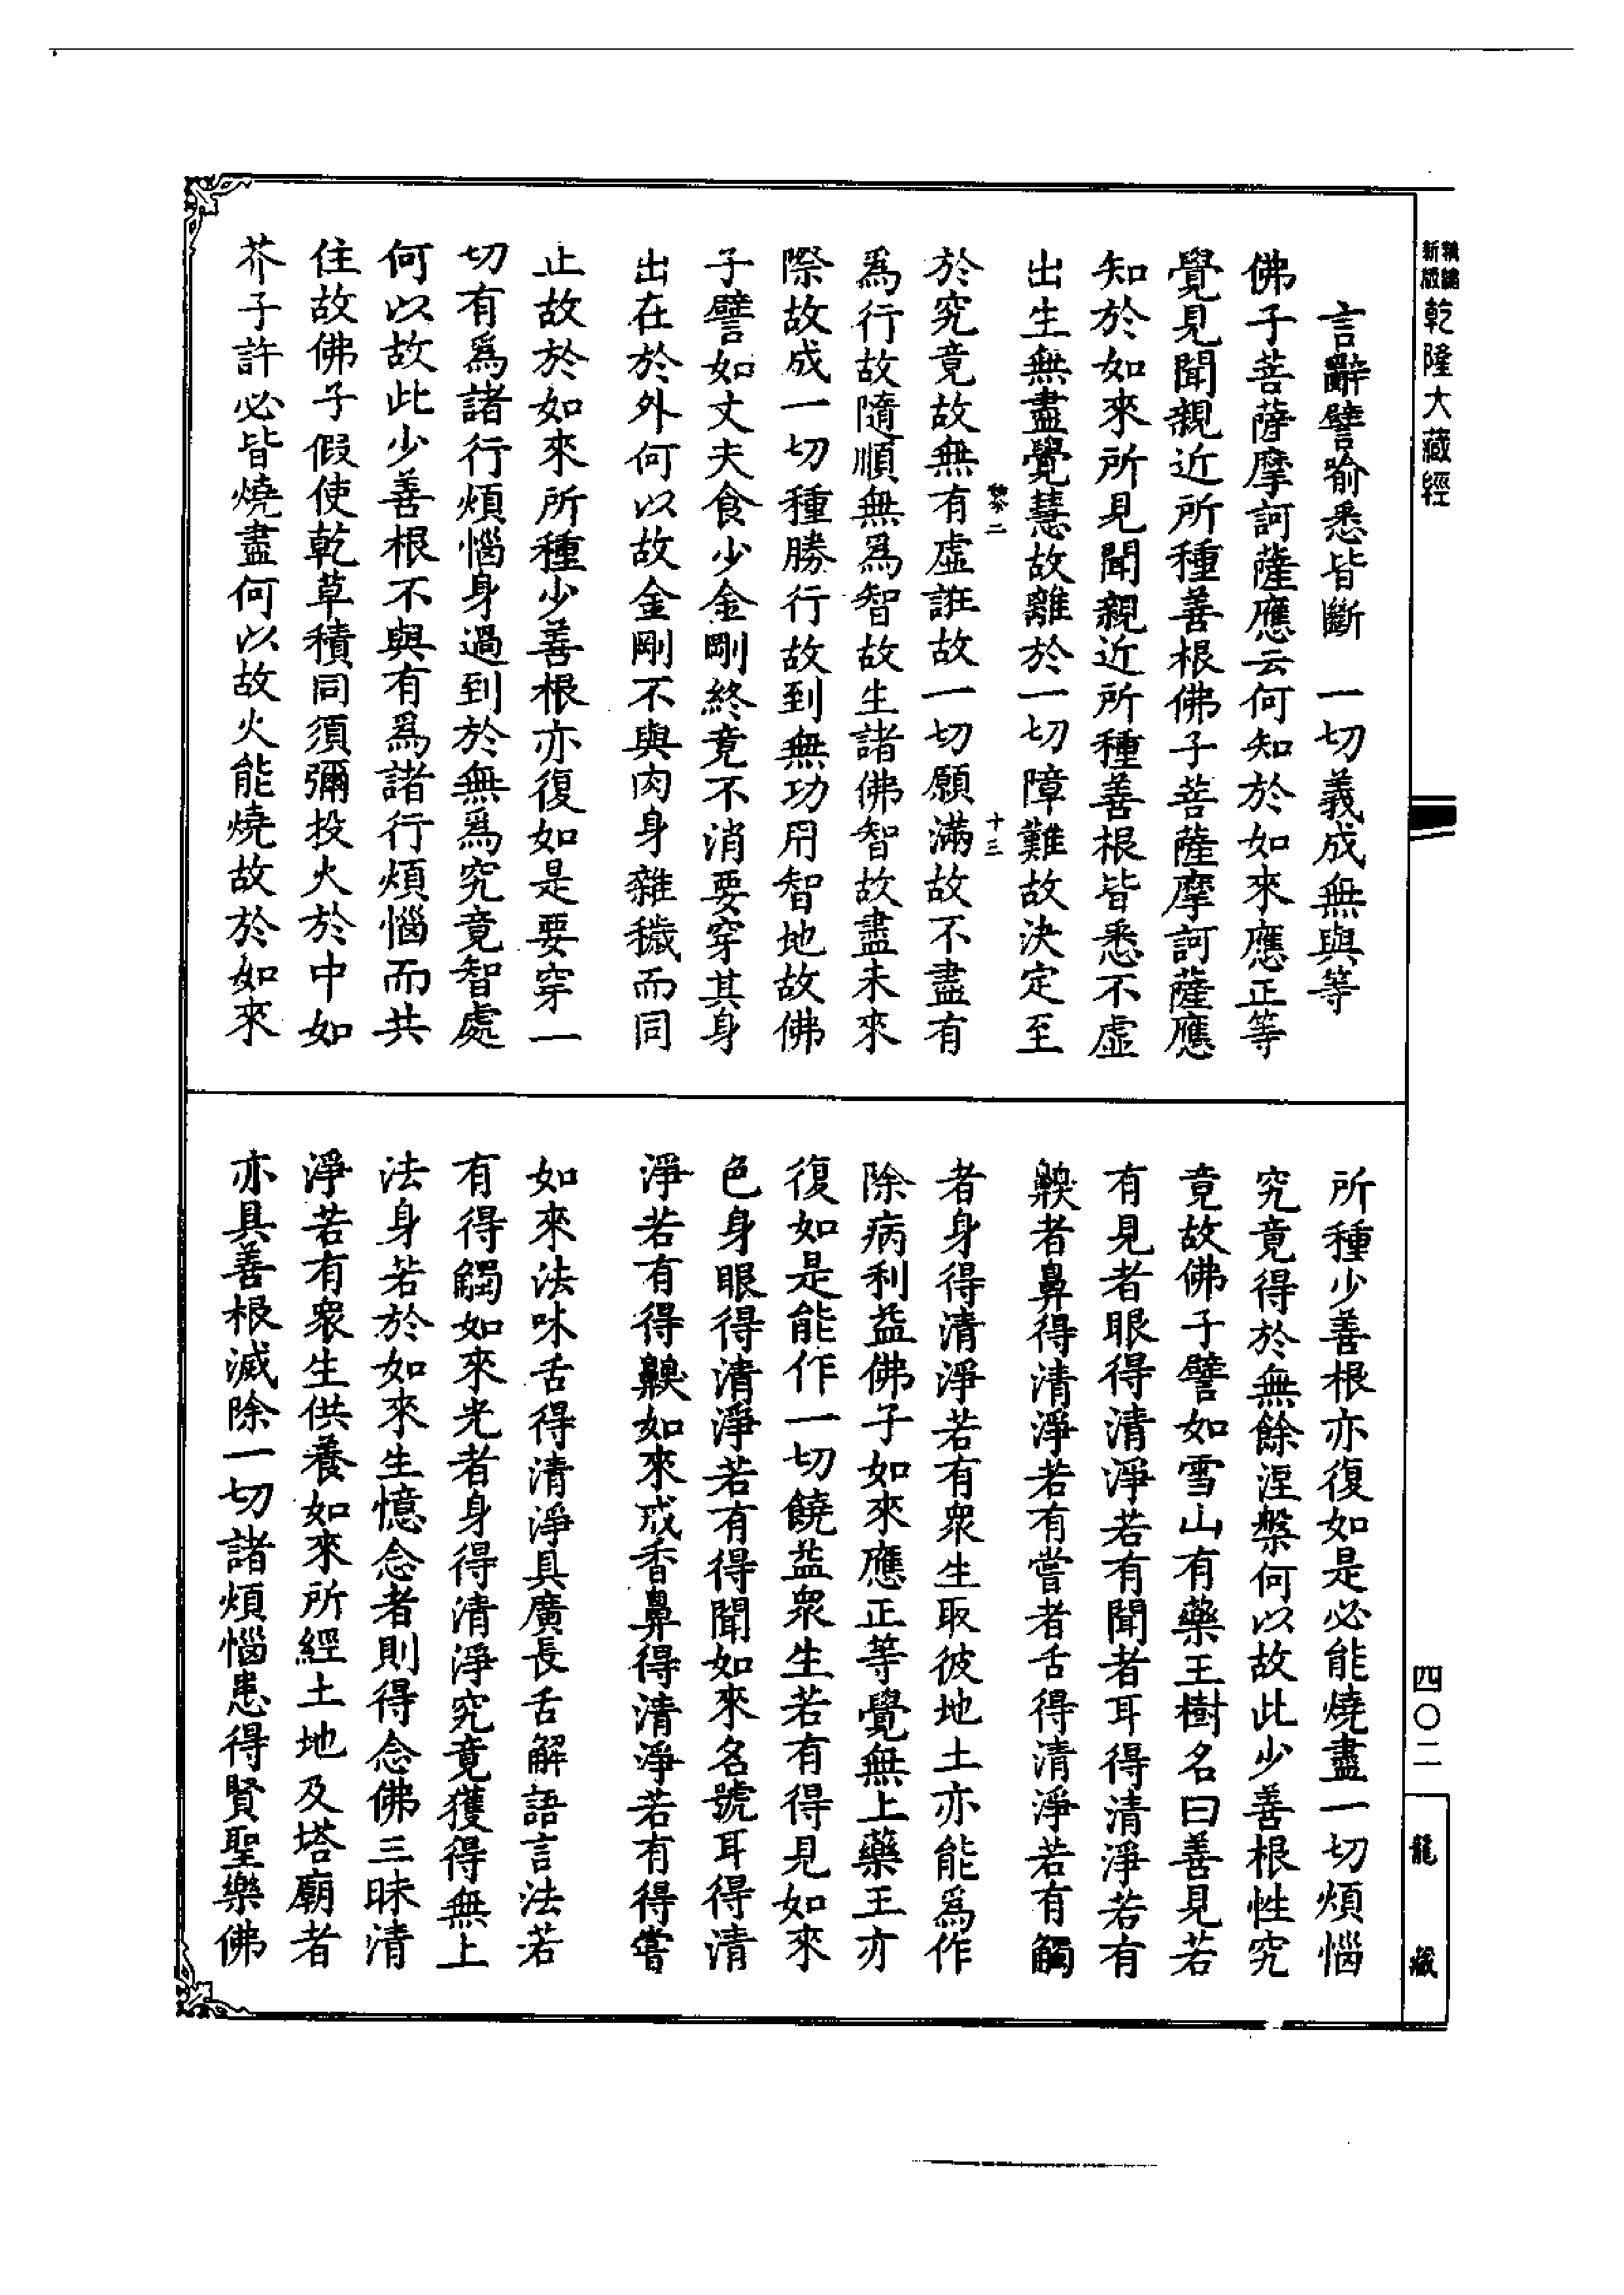 精編
新版
乾隆大藏經
言辭譬喻悉皆斷　一切義成無與等
佛子菩薩摩訶薩應云何知於如來應正等
覺見聞親近所種善根佛子菩薩摩訶薩應
知於如來所見聞親近所種善根皆悉不虛
出生無盡覺慧故離於一切障難故決定至
二
十三
於究竟故無有虛誑故一切願滿故不盡有
爲行故隨順無爲智故生諸佛智故盡未來
際故成一切種勝行故到無功用智地故佛
子譬如丈夫食少金剛終竟不消要穿其身
出在於外何以故金剛不與肉身雜穢而同
止故於如來所種少善根亦復如是要穿一
切有爲諸行煩惱身過到於無爲究竟智處
何以故此少善根不與有爲諸行煩惱而共
住故佛子假使乾草積同須彌投火於中如
芥子許必皆燒盡何以故火能燒故於如來
所種少善根亦復如是必能燒盡一切煩惱
究竟得於無餘涅槃何以故此少善根性究
竟故佛子譬如雪山有藥王樹名曰善見若
有見者眼得清淨若有聞者耳得清淨若有
齅者鼻得清淨若有嘗者舌得清淨若有觸
者身得清淨若有眾生取彼地土亦能爲作
除病利益佛子如來應正等覺無上藥王亦
復如是能作一切饒益眾生若有得見如來
色身眼得清淨若有得聞如來名號耳得清
淨若有得齅如來戒香鼻得清淨若有得嘗
如來法味舌得清淨具廣長舌解語言法若
有得觸如來光者身得清淨究竟獲得無上
法身若於如來生憶念者則得念佛三昧清
淨若有眾生供養如來所經土地及塔廟者
亦具善根滅除一切諸煩惱患得賢聖樂佛
四〇二
龍
藏